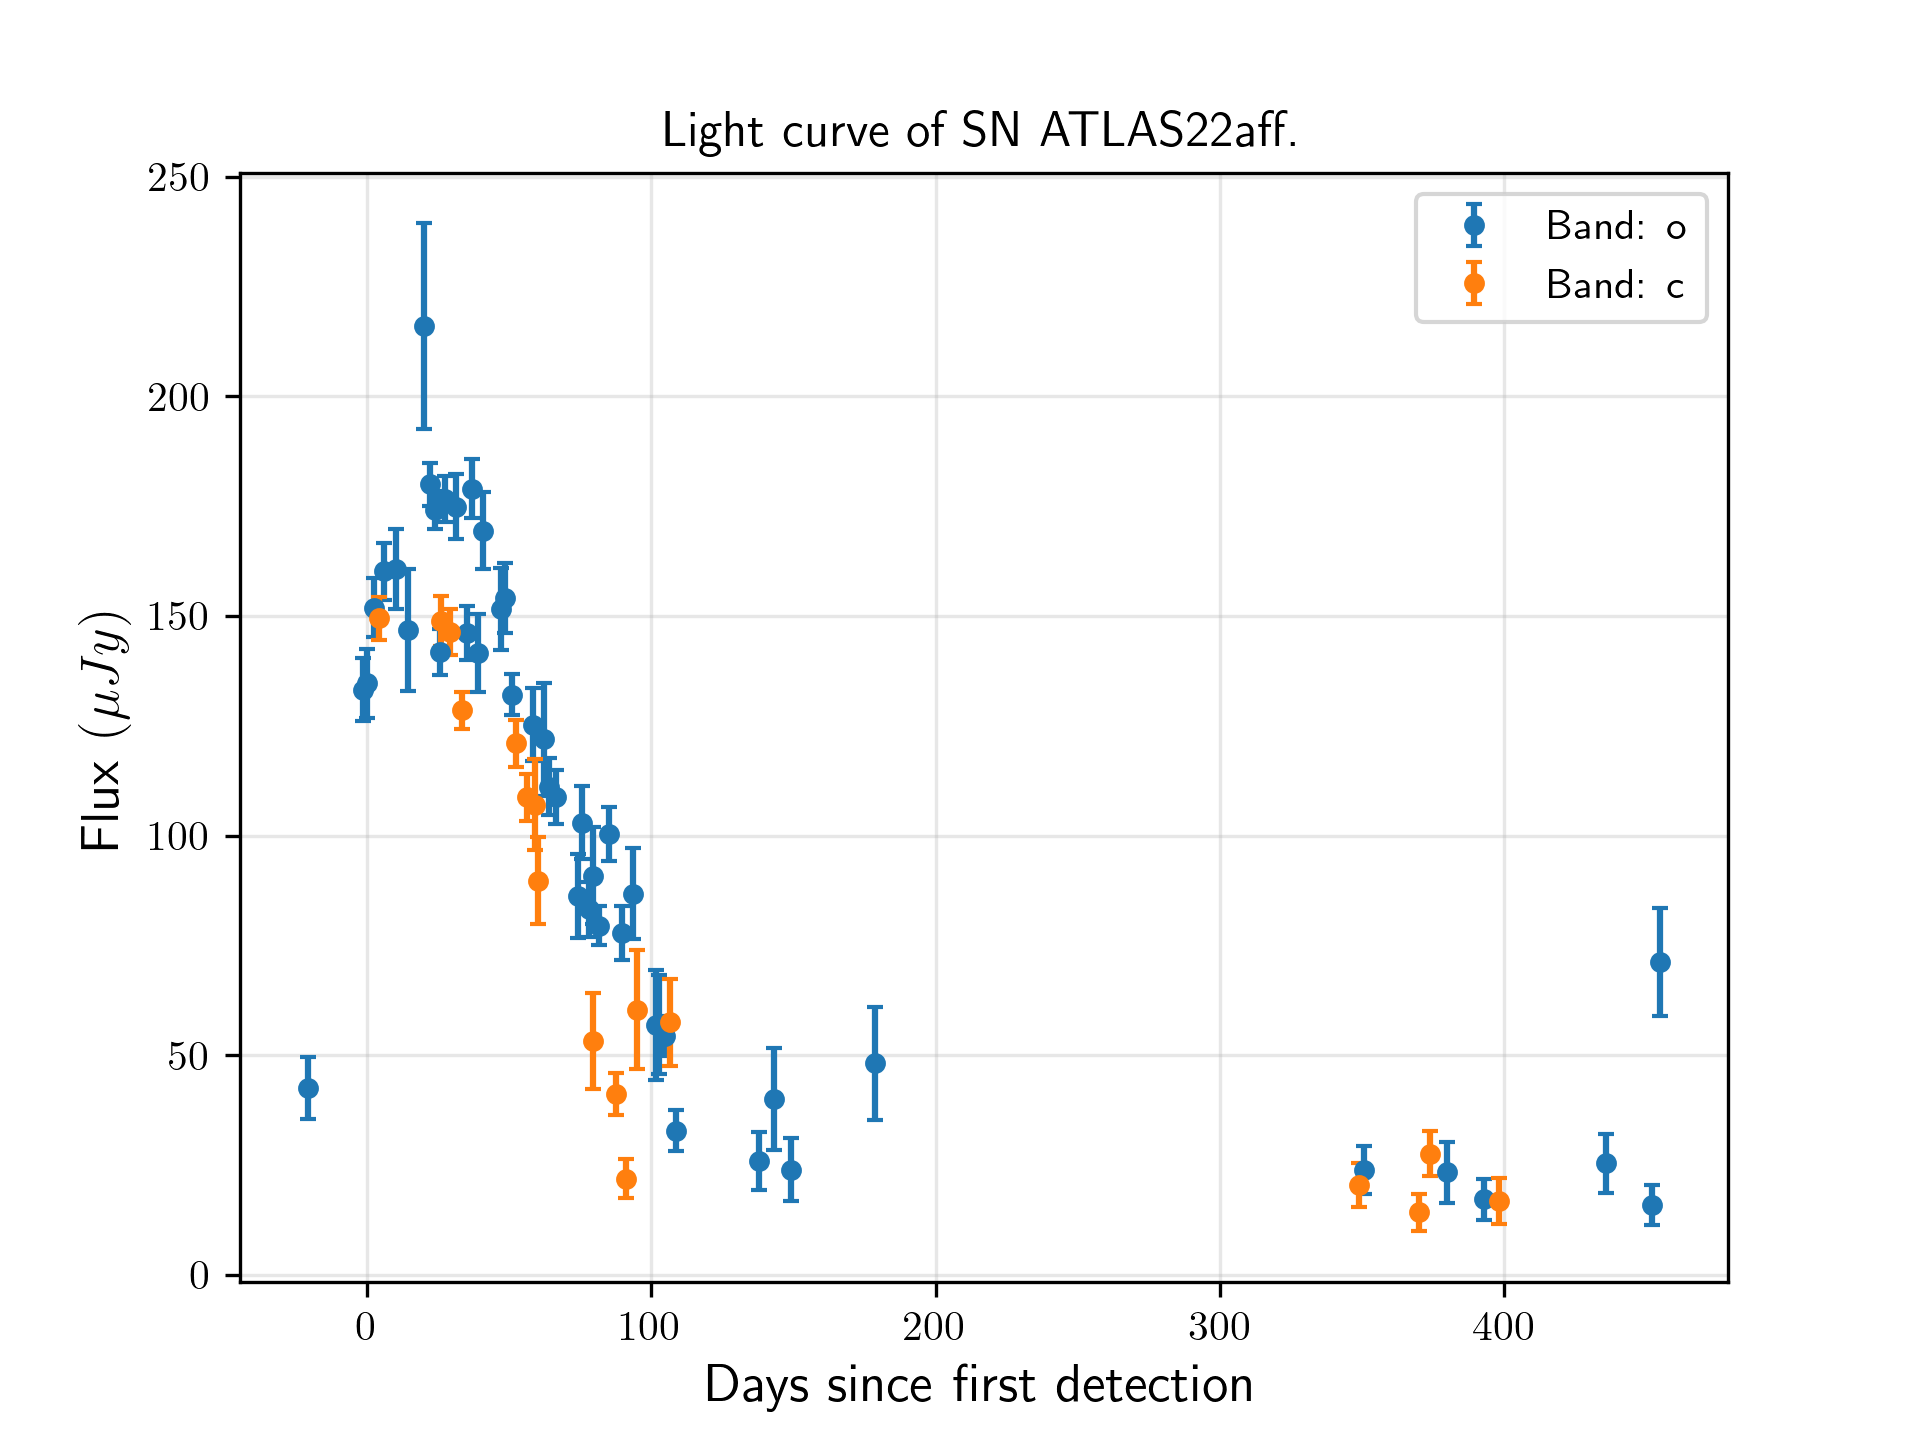 Light curve of SN ATLAS22aff.
250
200
150
100
50
0
Flux (μJy)
Band: o
Band: c
0 100 200 300 400
Days since first detection